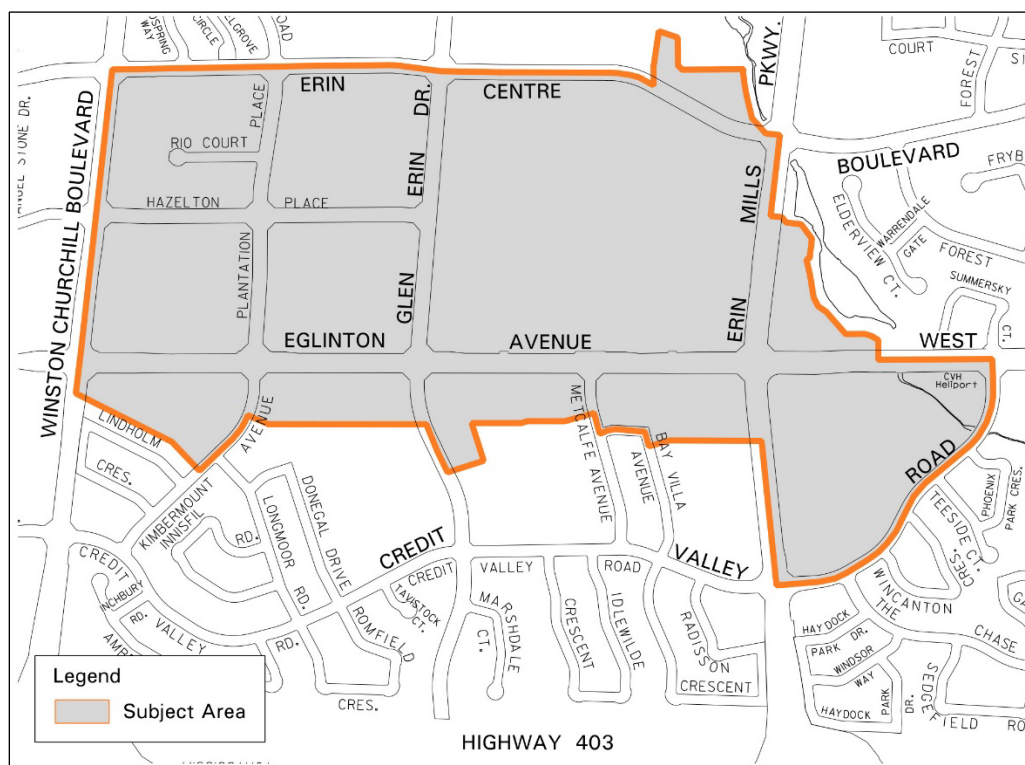 WAY
CIRCLE
ROAD
PKWY.
COURT
FOREST
ERIN
CENTRE
DR.
BOULEVARD
WINSTON CHURCHILL BOULEVARD
PLACE
RIO COURT
ERIN
MILLS
HAZELTON
PLACE
ELDERVIEW CT.
WARRENDALE
GATE
FOREST
SUMMERSKY
CT.
PLANTATION
GLEN
ERIN
EGLINTON
AVENUE
WEST
CVH
Heliport
LINDHOLM
CRES.
AVENUE
METCALFE AVENUE
BAY VILLA
AVENUE
ROAD
PHOENIX
PARK CRES.
TEESIDE CT.
CRES.
KIMBERMOUNT
INNISFIL
RD.
LONGMOOR
RD.
DONEGAL DRIVE
CREDIT
VALLEY
CREDIT
INCHBURY
RD.
VALLEY
RD.
ROMFIELD
CRES.
TAVISTOCK
CT.
CREDIT
VALLEY
ROAD
MARSHDALE
CT.
CRESCENT
IDLEWILDE
RADISSON
CRESCENT
WINCANTON
THE
CHASE
HAYDOCK
PARK DR.
WINDSOR
WAY
HAYDOCK
PARK
DR.
SEDGEFIELD
Legend
Subject Area
HIGHWAY 403